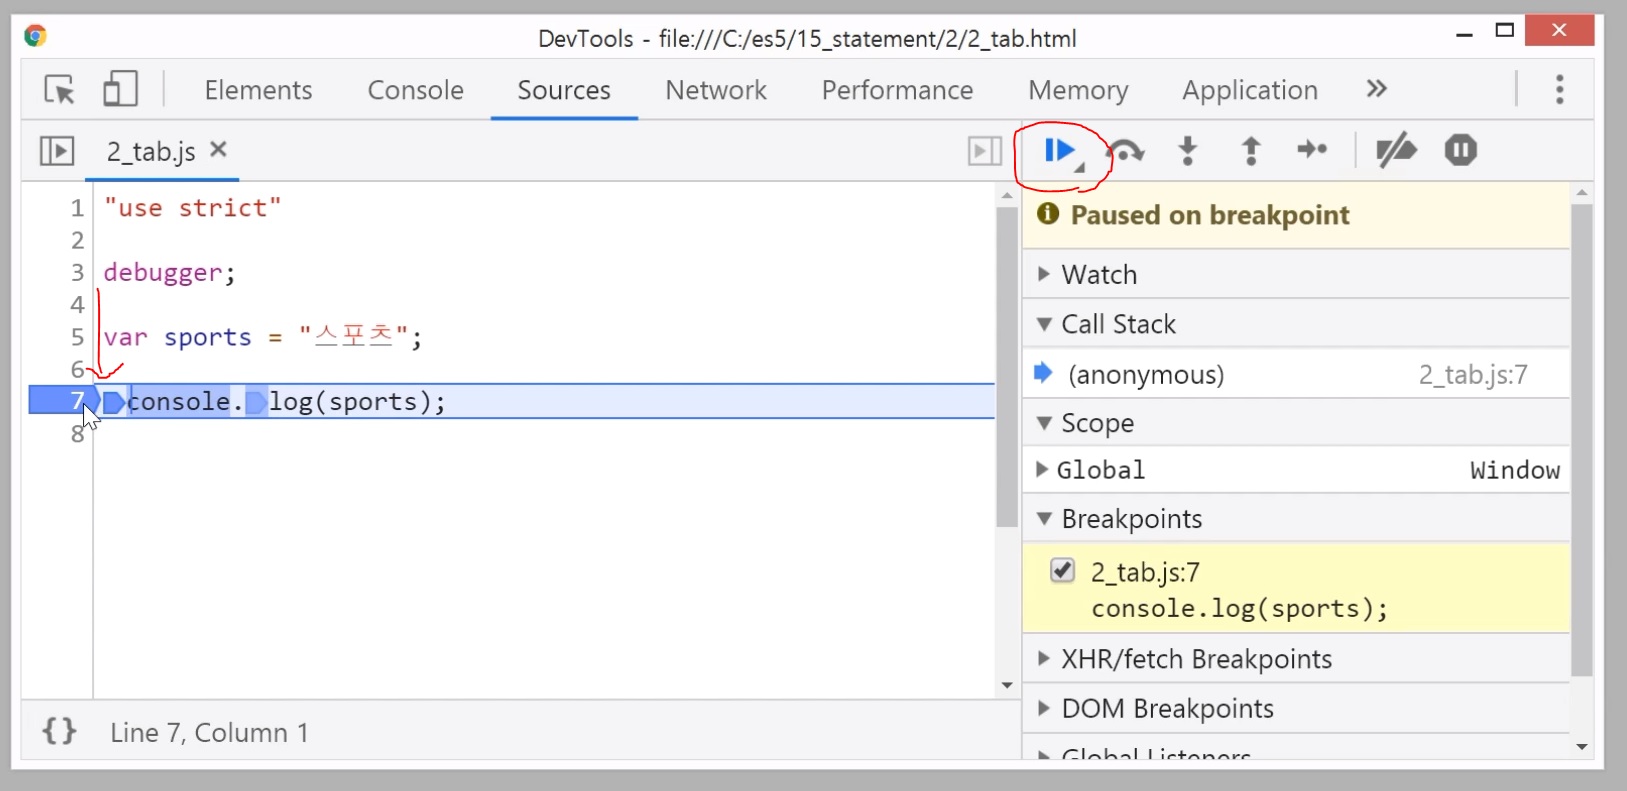 DevTools - file:///C:/es5/15_statement/2/2_tab.html
Elements Console Sources Network Performance Memory Application »
2_tab.js ×
1 "use strict"
2
3 debugger;
4
5 var sports = "스포츠";
6
7 console.log(sports);
8
{} Line 7, Column 1
Paused on breakpoint
Watch
Call Stack
(anonymous) 2_tab.js:7
Scope
Global Window
Breakpoints
2_tab.js:7
console.log(sports);
XHR/fetch Breakpoints
DOM Breakpoints
Global Listeners